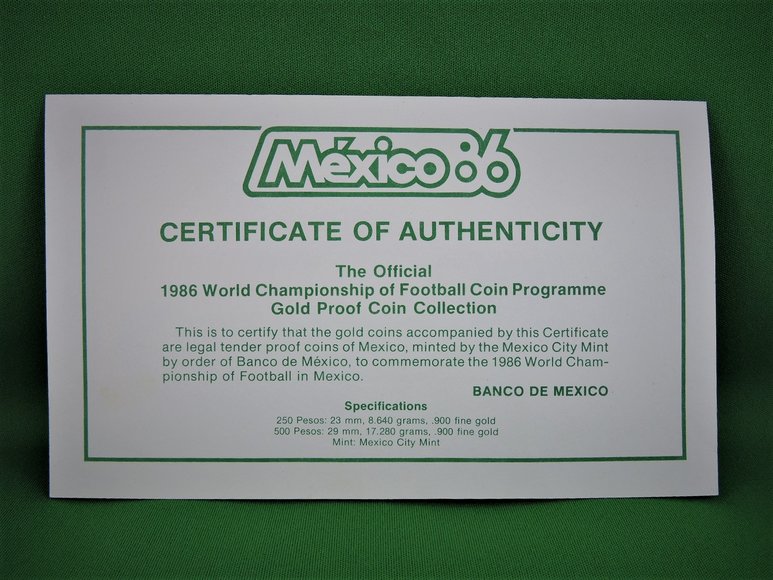 México86
CERTIFICATE OF AUTHENTICITY
The Official
1986 World Championship of Football Coin Programme
Gold Proof Coin Collection
This is to certify that the gold coins accompanied by this Certificate
are legal tender proof coins of Mexico, minted by the Mexico City Mint
by order of Banco de México, to commemorate the 1986 World Cham-
pionship of Football in Mexico.
BANCO DE MEXICO
Specifications
250 Pesos: 23 mm, 8.640 grams, .900 fine gold
500 Pesos: 29 mm, 17.280 grams, .900 fine gold
Mint: Mexico City Mint